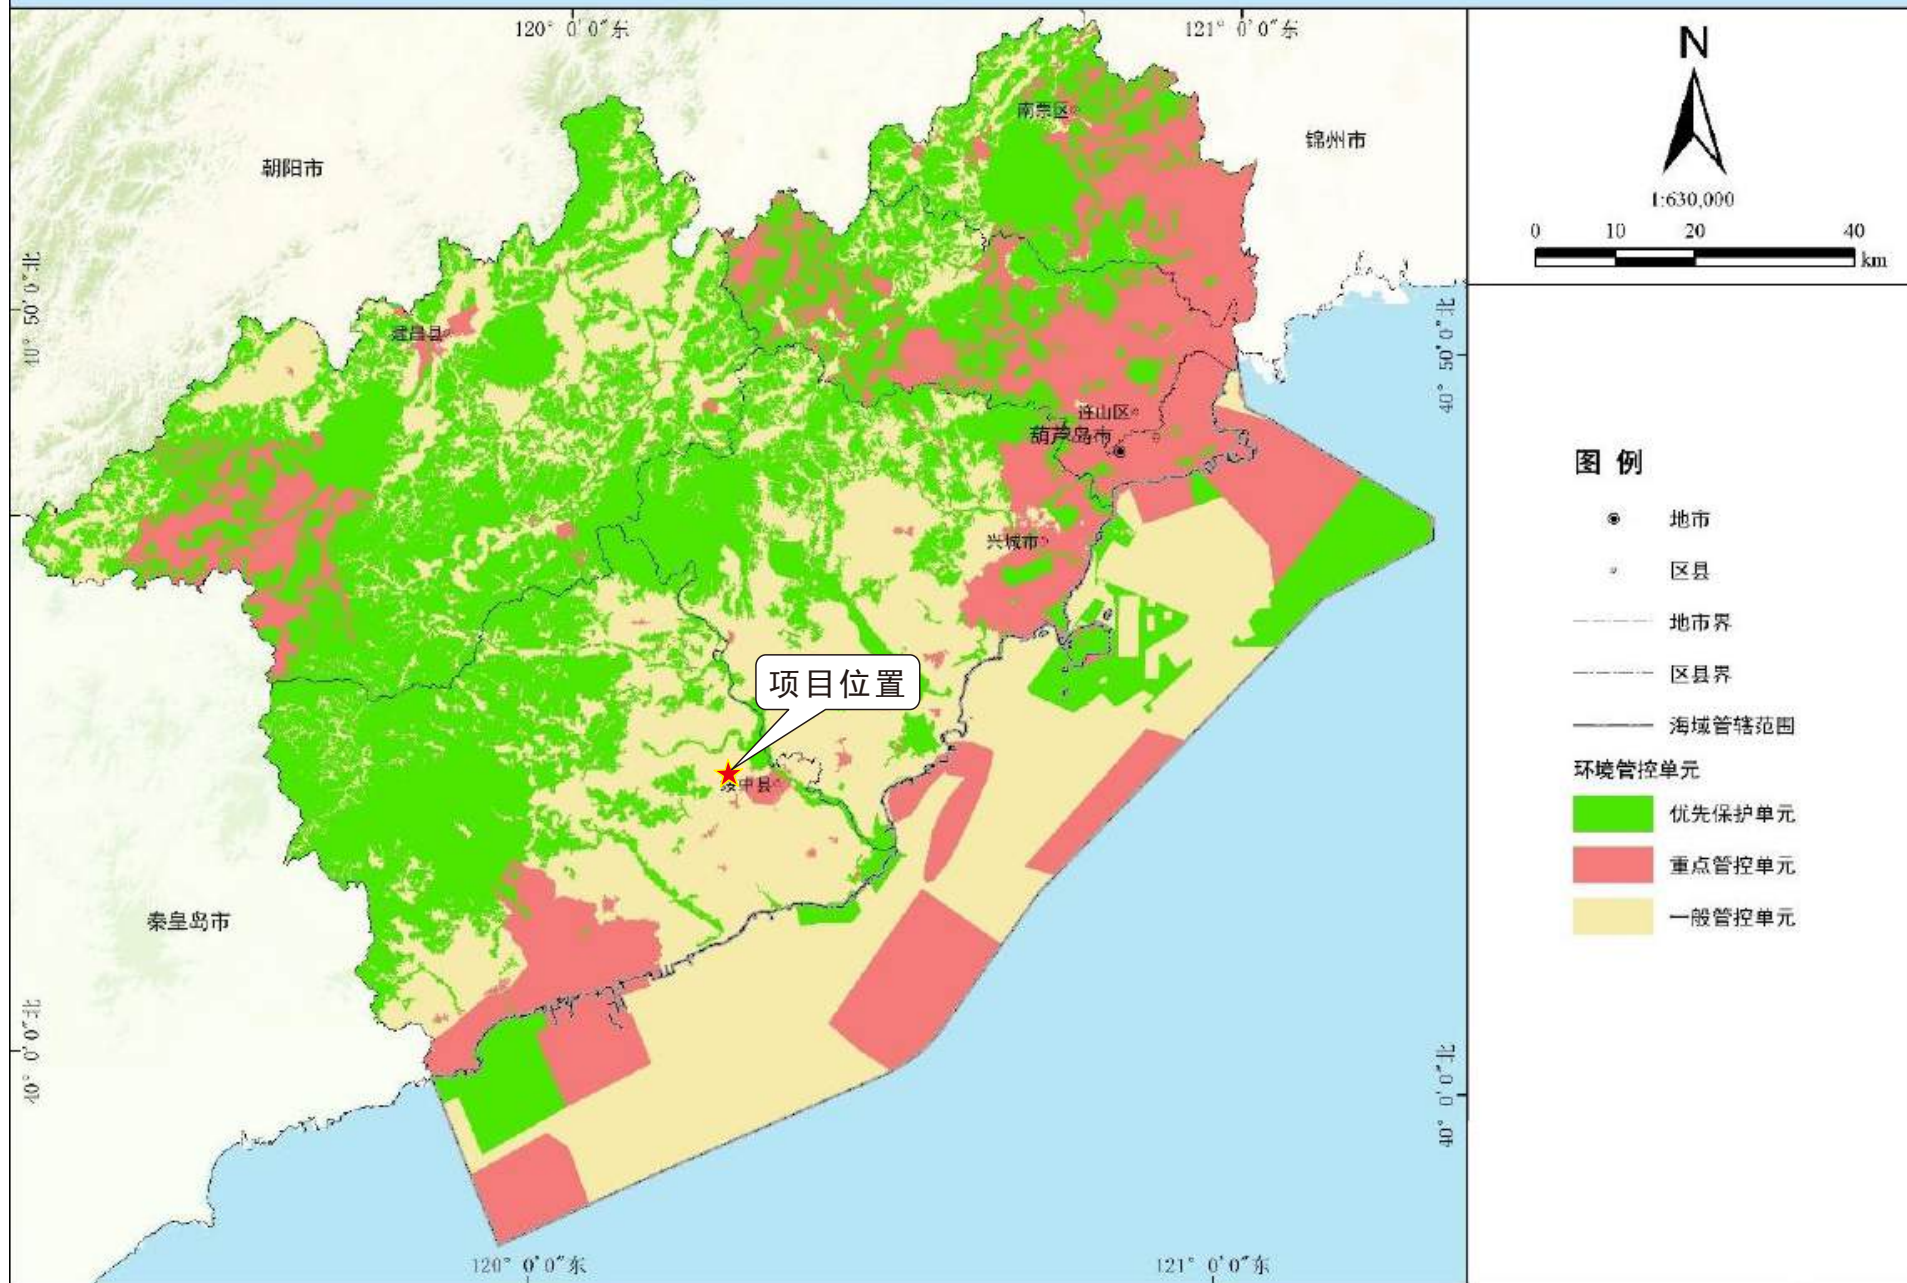 120° 0'0"东
121° 0'0"东
N
1:630,000
0 10 20 40
km
南票区
锦州市
朝阳市
40° 50'0"北
40° 50'0"北
建昌县
连山区
葫芦岛市
兴城市
项目位置
绥中县
秦皇岛市
图例
地市
区县
地市界
区县界
海域管辖范围
环境管控单元
优先保护单元
重点管控单元
一般管控单元
40° 0'0"北
40° 0'0"北
120° 0'0"东
121° 0'0"东